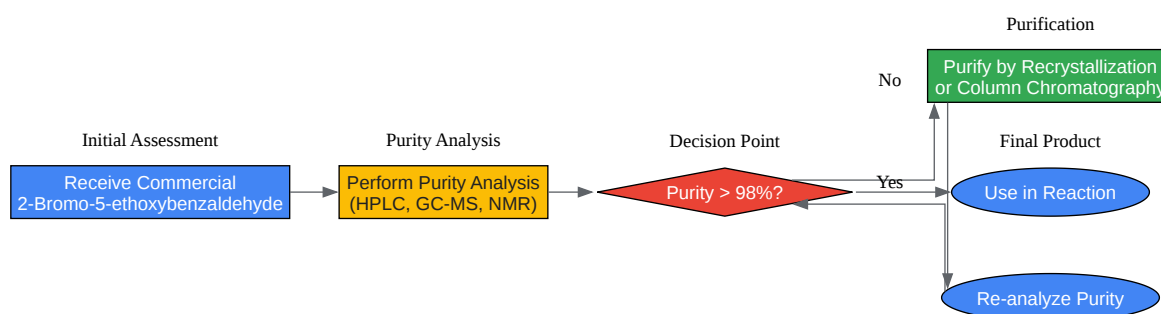 Purification
No
Purify by Recrystallization
or Column Chromatography
Initial Assessment
Purity Analysis
Decision Point
Final Product
Receive Commercial
2-Bromo-5-ethoxybenzaldehyde
Perform Purity Analysis
(HPLC, GC-MS, NMR)
Purity > 98%?
Yes
Use in Reaction
Re-analyze Purity